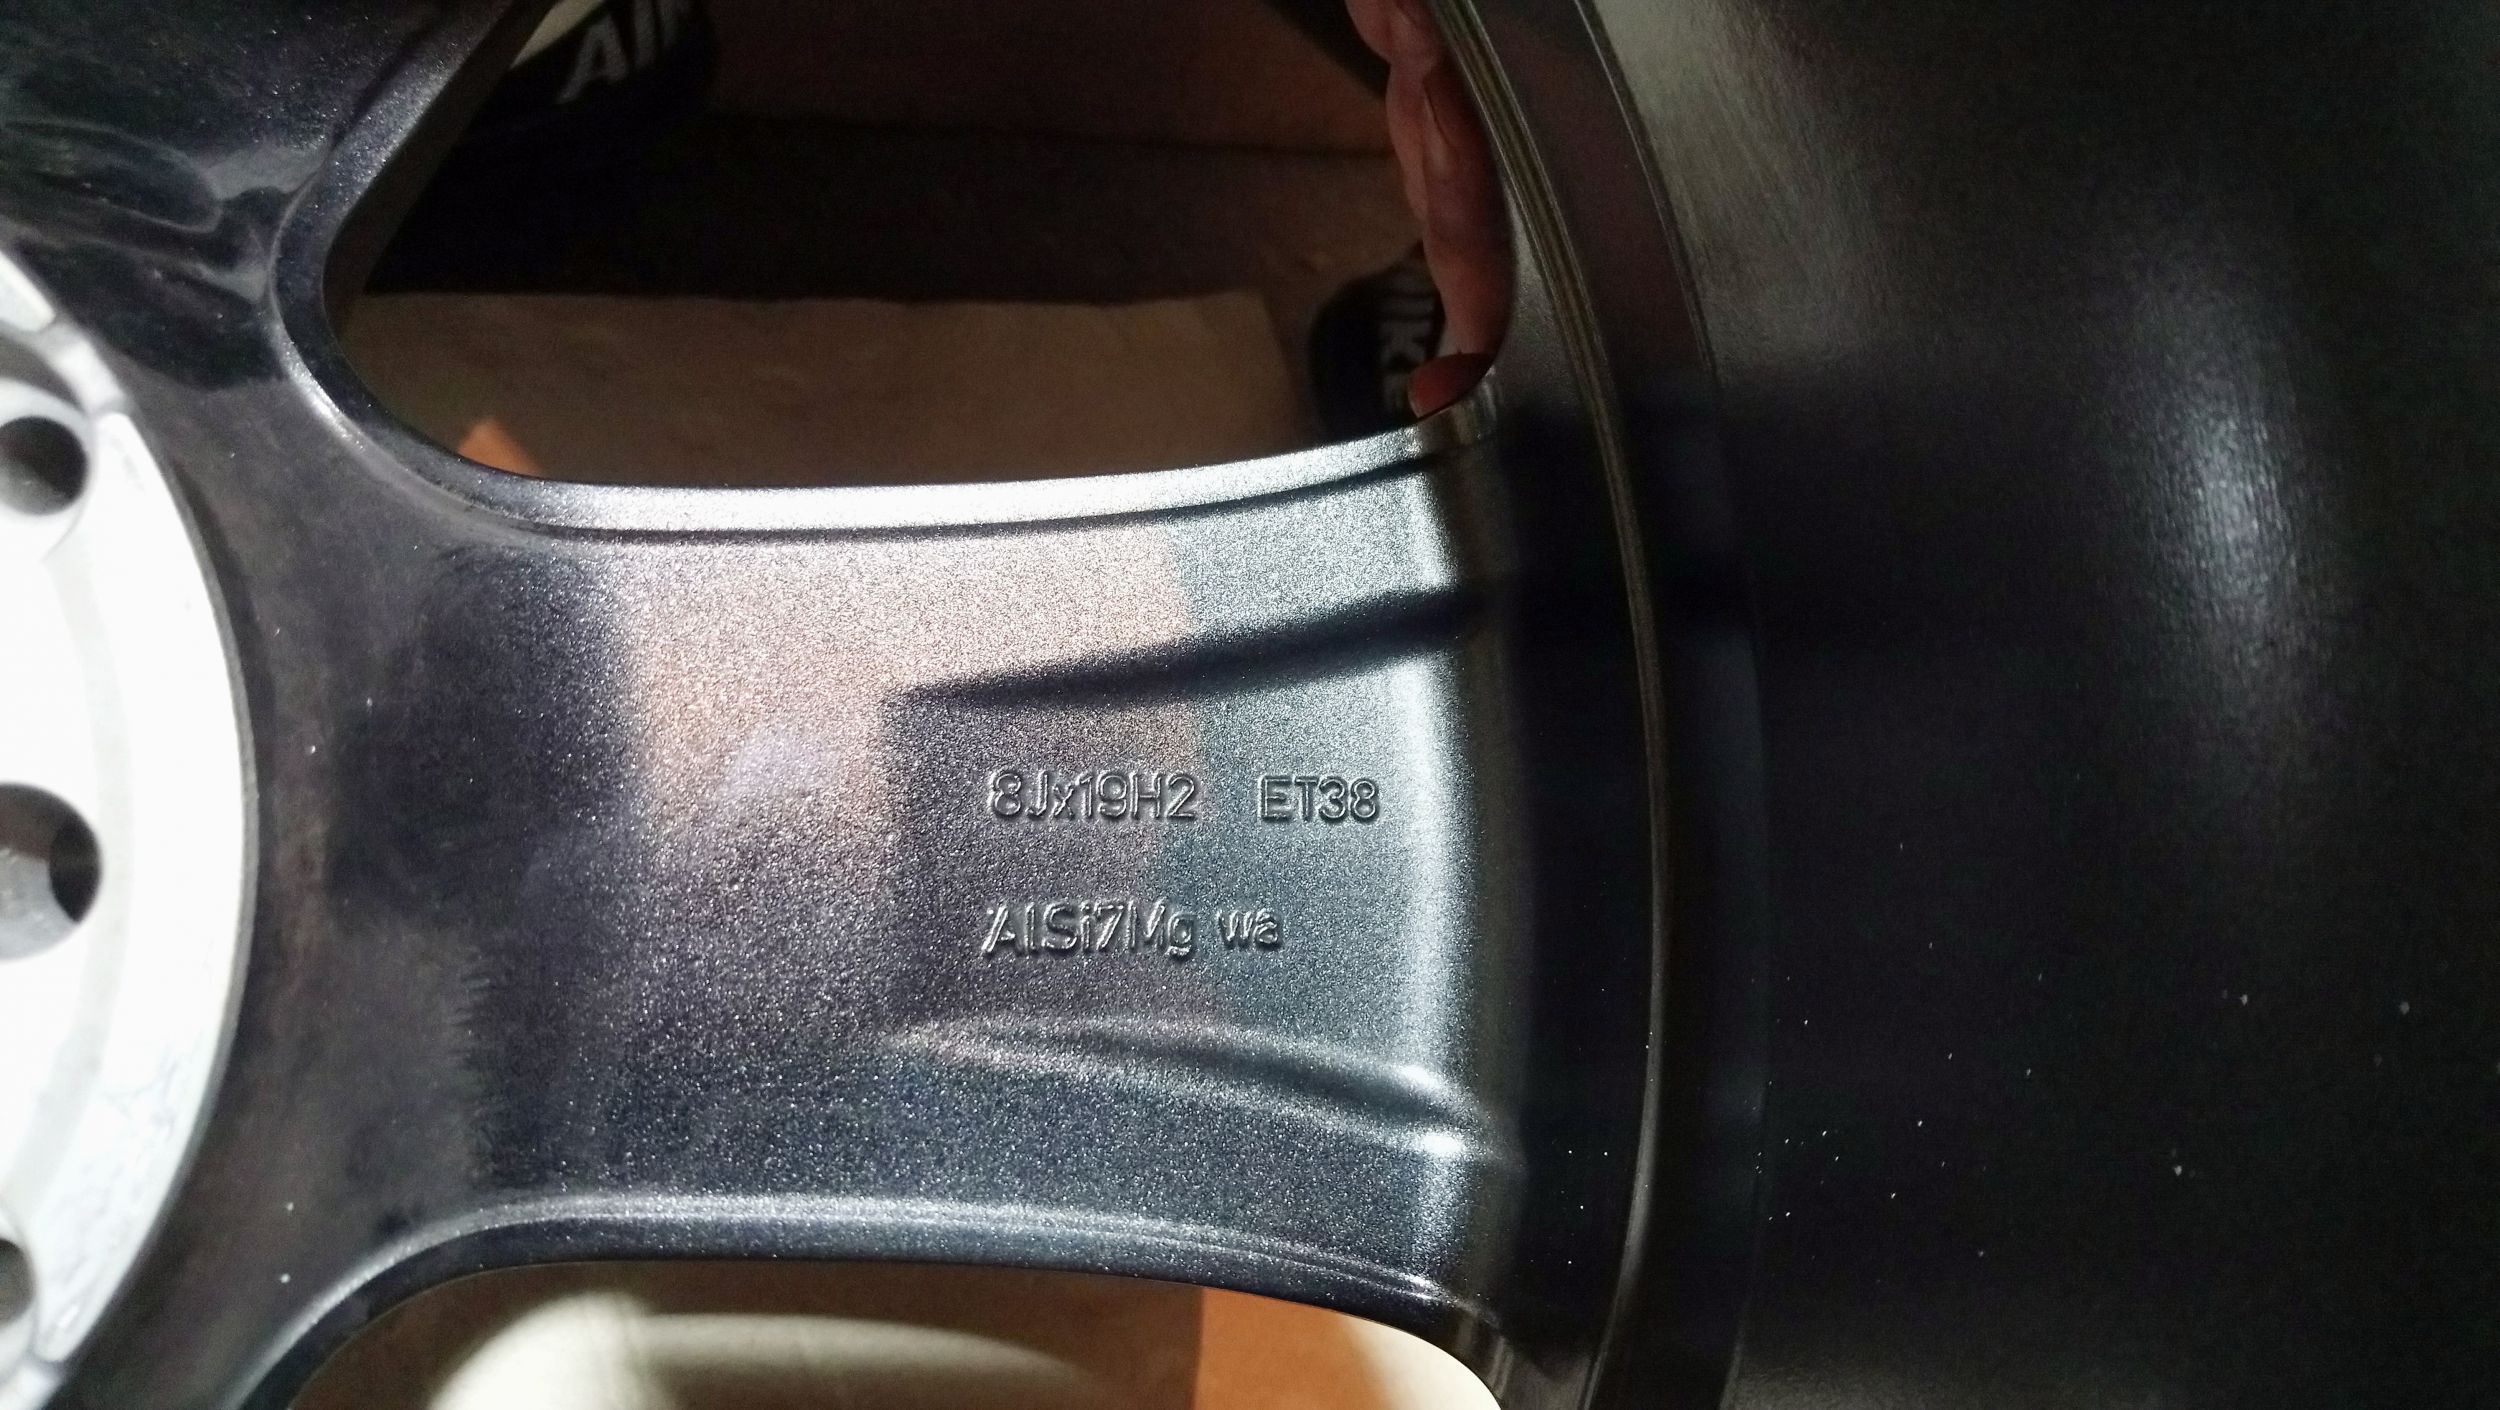 8Jx19H2 ET38
AlSi7Mg wa